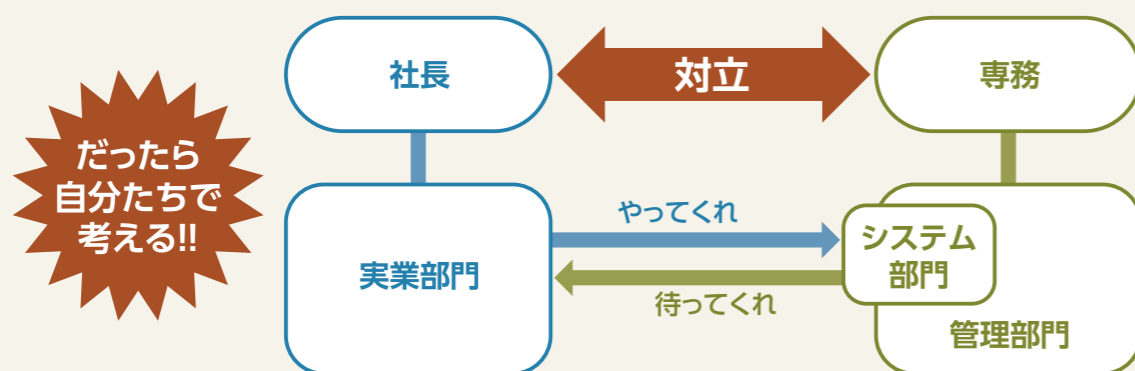 社長
対立
専務
だったら
自分たちで
考える!!
やってくれ
実業部門
待ってくれ
システム
部門
管理部門